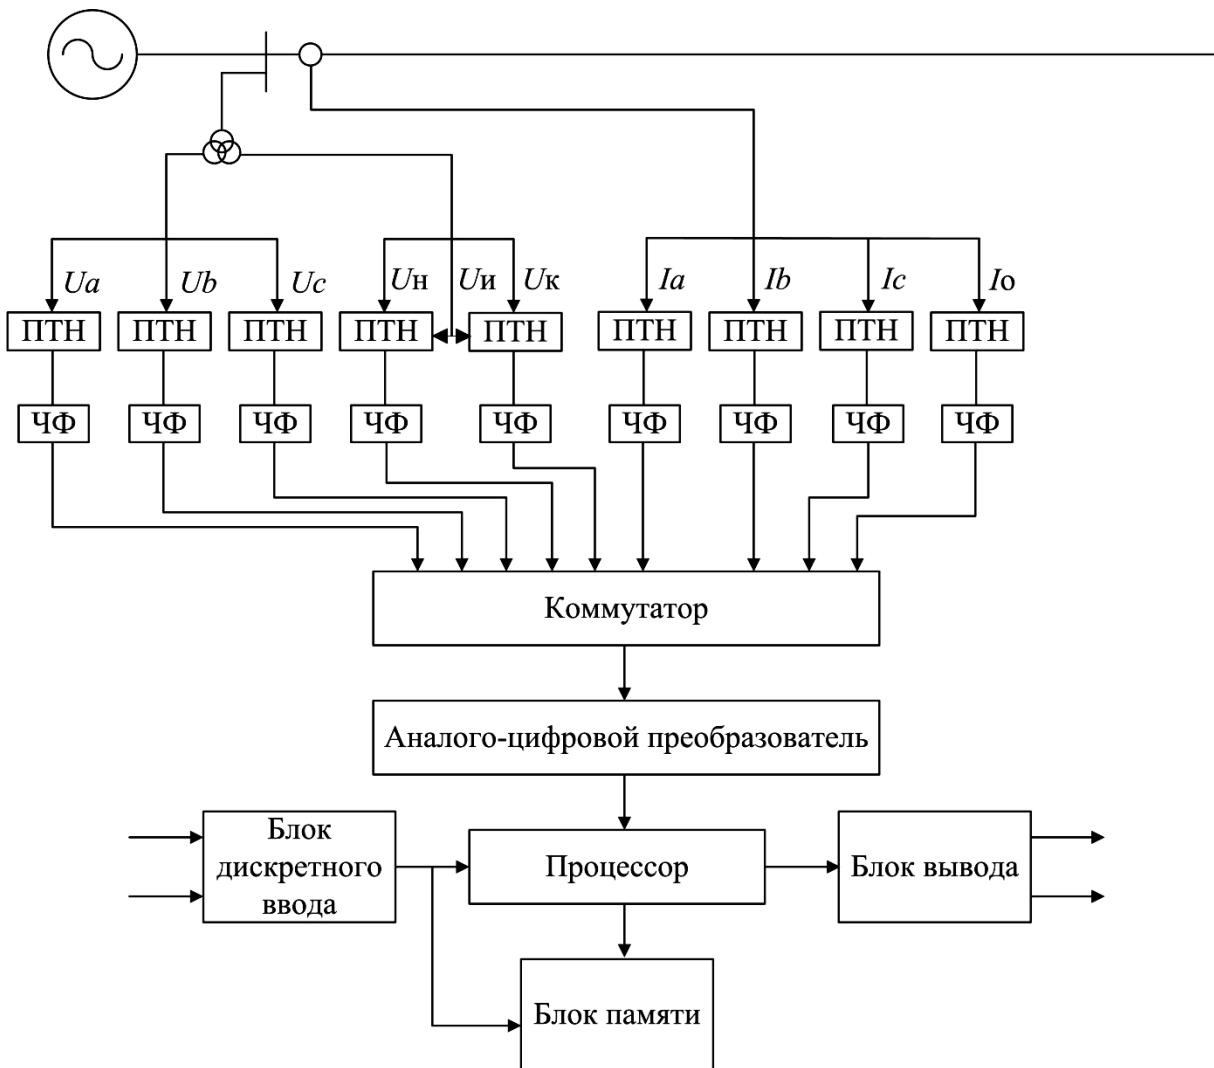 Ua Ub Uc Uн Uи Uк Ia Ib Ic Iо
ПТН ПТН ПТН ПТН ПТН ПТН ПТН ПТН ПТН
ЧФ ЧФ ЧФ ЧФ ЧФ ЧФ ЧФ ЧФ ЧФ
Коммутатор
Аналого-цифровой преобразователь
Блок
дискретного
ввода
Процессор
Блок вывода
Блок памяти